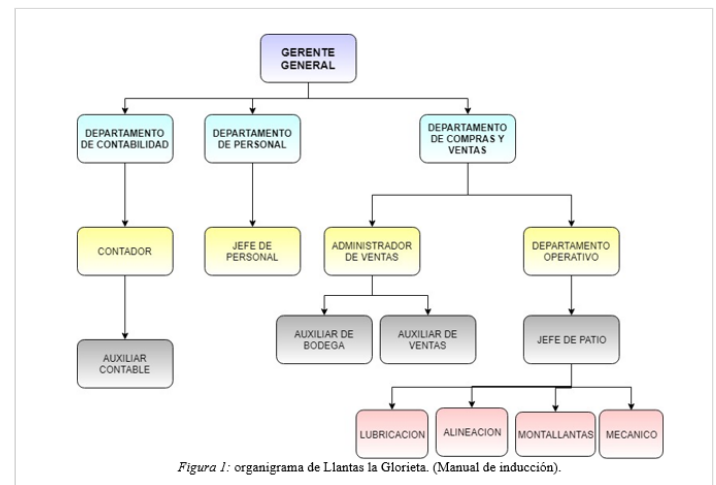 GERENTE
GENERAL
DEPARTAMENTO
DE CONTABILIDAD
DEPARTAMENTO
DE PERSONAL
DEPARTAMENTO
DE COMPRAS Y
VENTAS
CONTADOR
JEFE DE
PERSONAL
ADMINISTRADOR
DE VENTAS
DEPARTAMENTO
OPERATIVO
AUXILIAR
CONTABLE
AUXILIAR DE
BODEGA
AUXILIAR DE
VENTAS
JEFE DE PATIO
LUBRICACION
ALINEACION
MONTALLANTAS
MECANICO
Figura 1: organigrama de Llantas la Glorieta. (Manual de inducción).